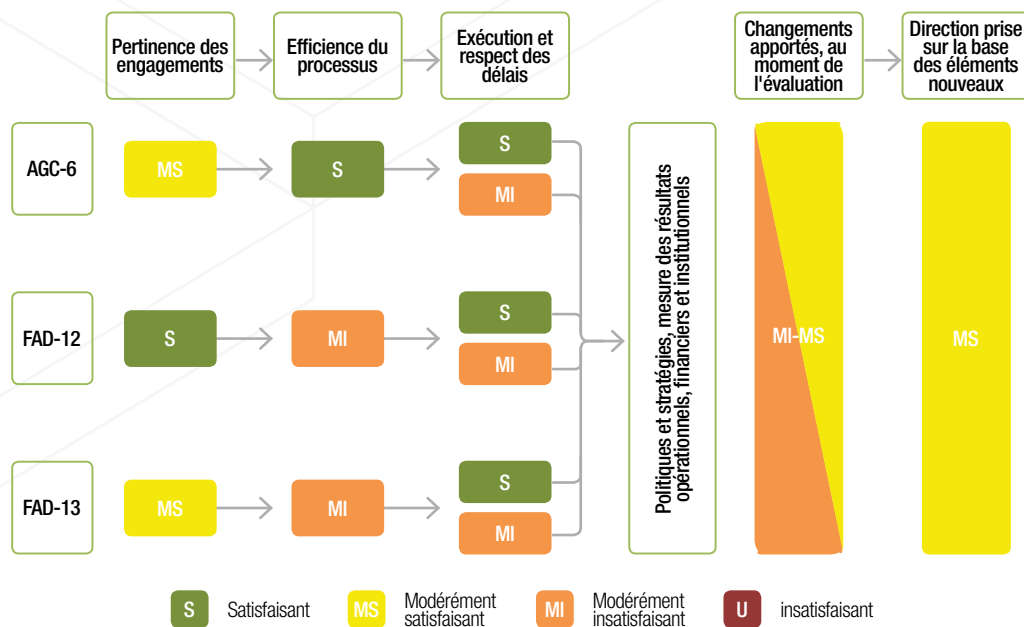 Pertinence des
engagements
Efficience du
processus
Exécution et
respect des
délais
Changements
apportés, au
moment de
l'évaluation
Direction prise
sur la base
des éléments
nouveaux
AGC-6
MS
S
S
MI
FAD-12
S
MI
S
MI
FAD-13
MS
MI
S
MI
Politiques et stratégies, mesure des résultats
opérationnels, financiers et institutionnels
MI-MS
MS
S Satisfaisant
MS Modérément
satisfaisant
MI Modérément
insatisfaisant
U insatisfaisant